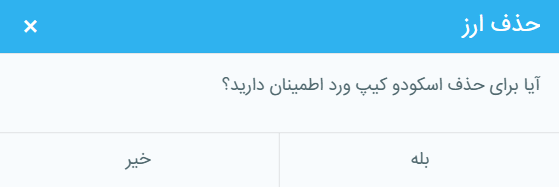 حذف ارز
×
آیا برای حذف اسکودو کیپ ورد اطمینان دارید؟
بله
خیر